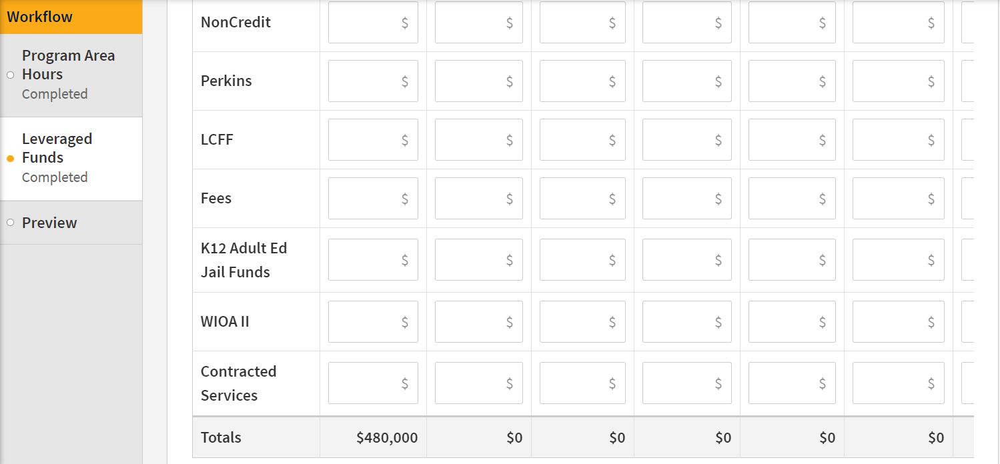 Workflow
Program Area
Hours
Completed
Leveraged
Funds
Completed
Preview
NonCredit $ $ $ $ $ $
Perkins $ $ $ $ $ $
LCFF $ $ $ $ $ $
Fees $ $ $ $ $ $
K12 Adult Ed
Jail Funds $ $ $ $ $ $
WIOA II $ $ $ $ $ $
Contracted
Services $ $ $ $ $ $
Totals $480,000 $0 $0 $0 $0 $0